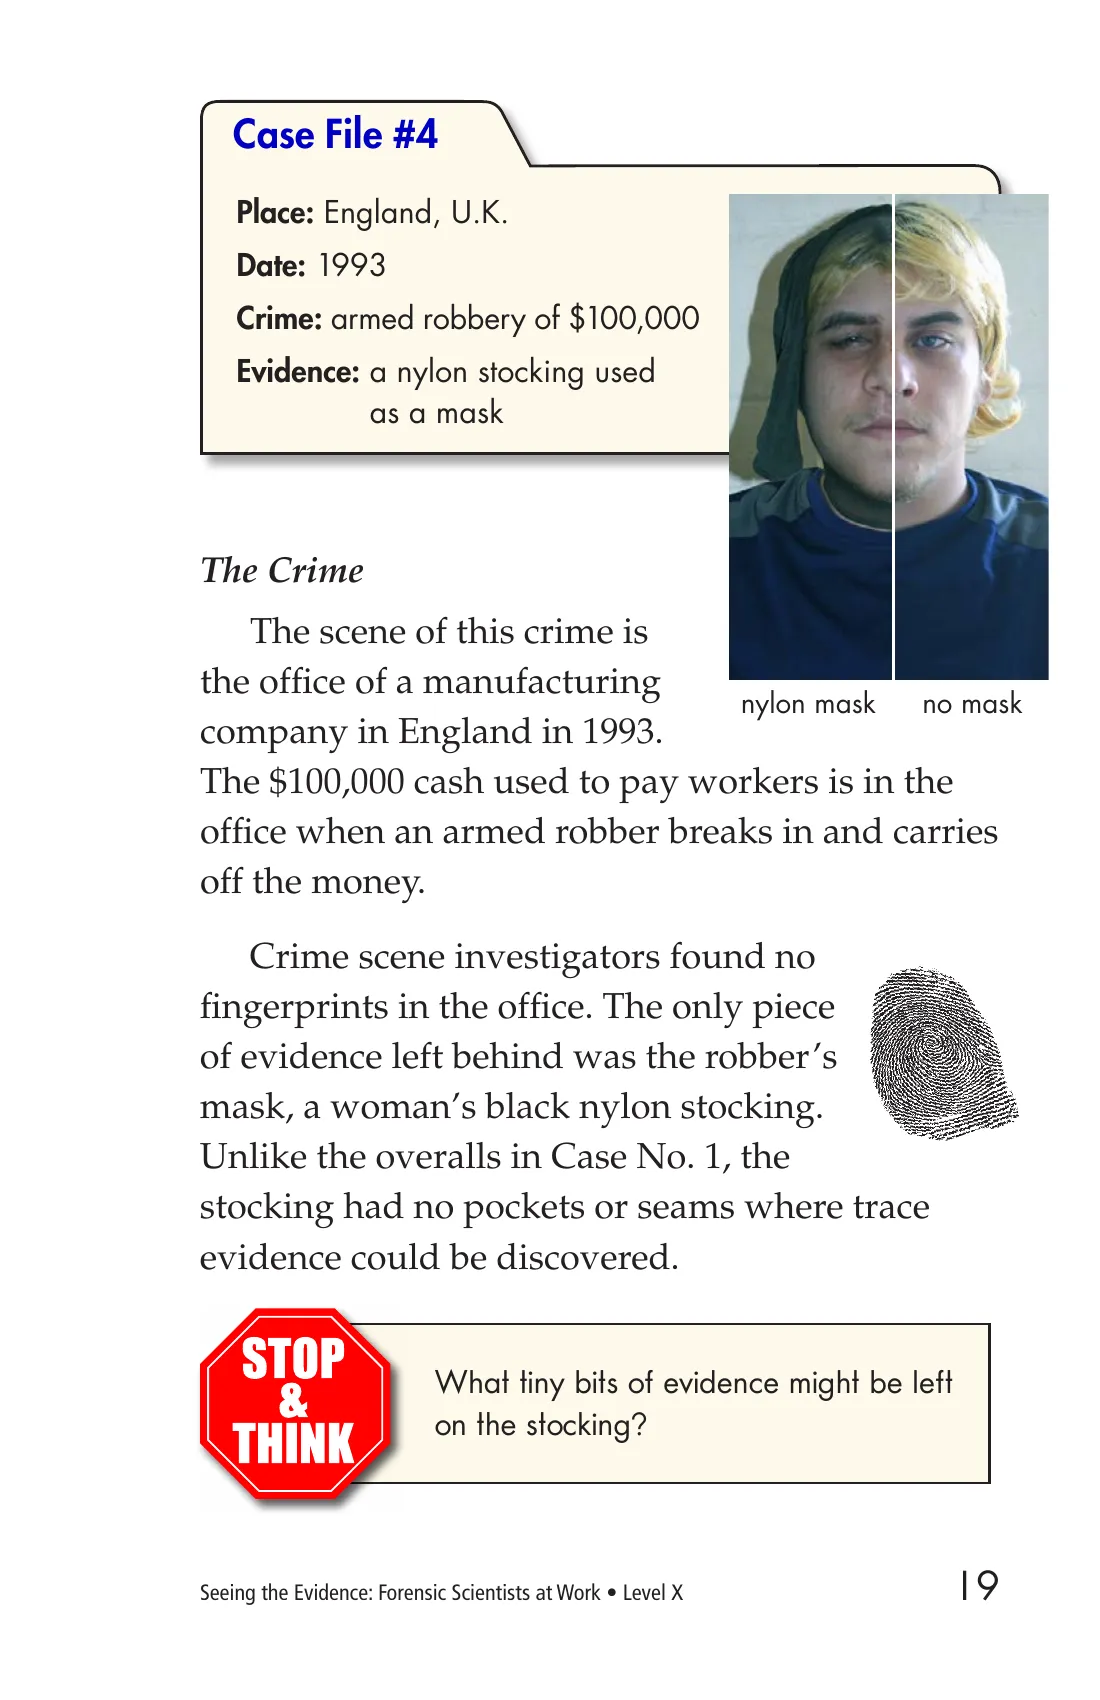 Case File #4
Place: England, U.K.
Date: 1993
Crime: armed robbery of $100,000
Evidence: a nylon stocking used
as a mask
nylon mask
no mask
The Crime
The scene of this crime is
the office of a manufacturing
company in England in 1993.
The $100,000 cash used to pay workers is in the
office when an armed robber breaks in and carries
off the money.
Crime scene investigators found no
fingerprints in the office. The only piece
of evidence left behind was the robber’s
mask, a woman’s black nylon stocking.
Unlike the overalls in Case No. 1, the
stocking had no pockets or seams where trace
evidence could be discovered.
STOP
&
THINK
What tiny bits of evidence might be left
on the stocking?
Seeing the Evidence: Forensic Scientists at Work • Level X
19